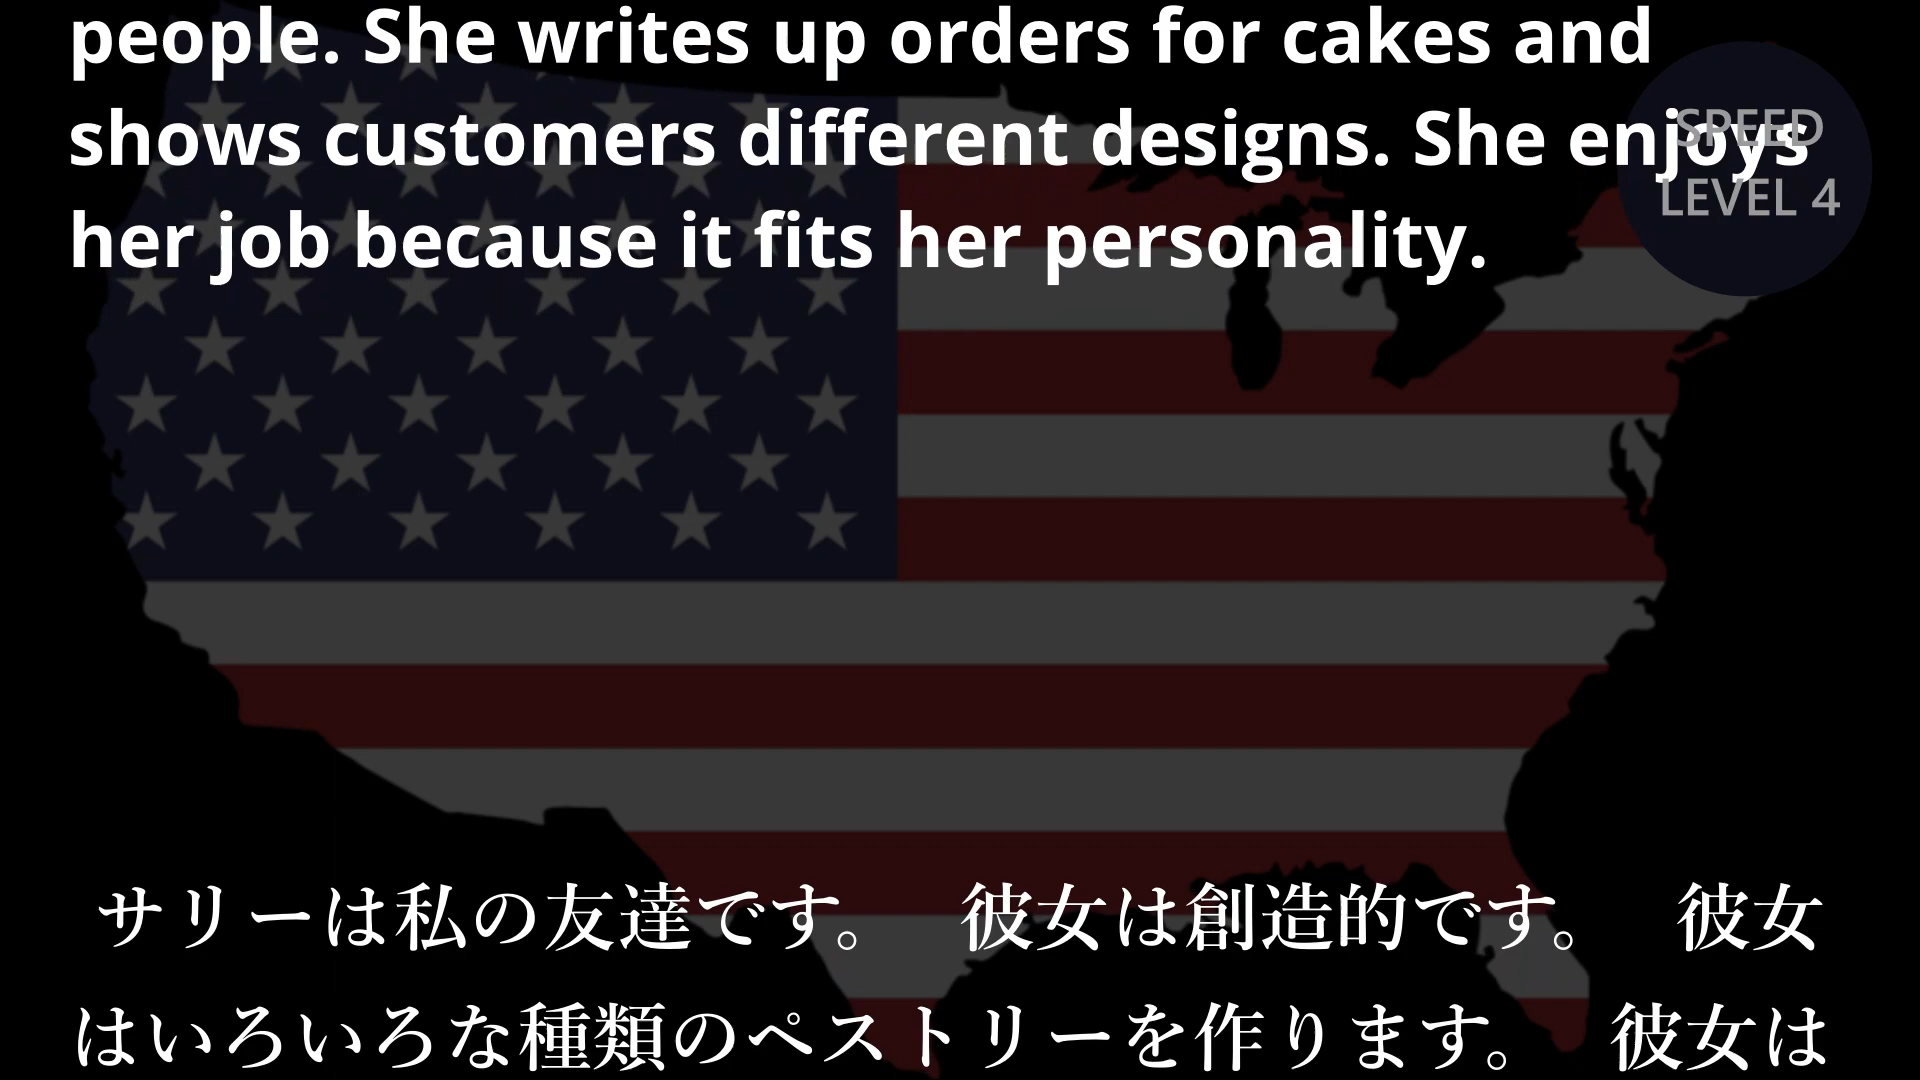 people. She writes up orders for cakes and
shows customers different designs. She enjoys
her job because it fits her personality.
SPEED
LEVEL 4
サリーは私の友達です。 彼女は創造的です。 彼女
はいろいろな種類のペストリーを作ります。 彼女は